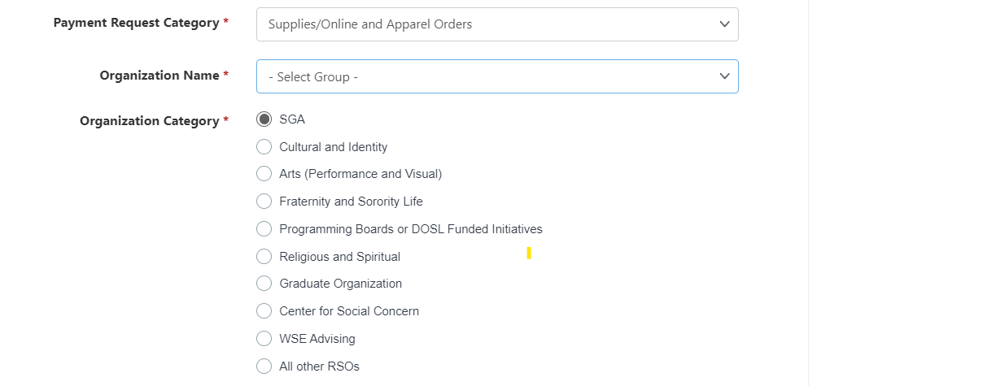 Payment Request Category * Supplies/Online and Apparel Orders
Organization Name * - Select Group -
Organization Category * SGA
Cultural and Identity
Arts (Performance and Visual)
Fraternity and Sorority Life
Programming Boards or DOSL Funded Initiatives
Religious and Spiritual
Graduate Organization
Center for Social Concern
WSE Advising
All other RSOs